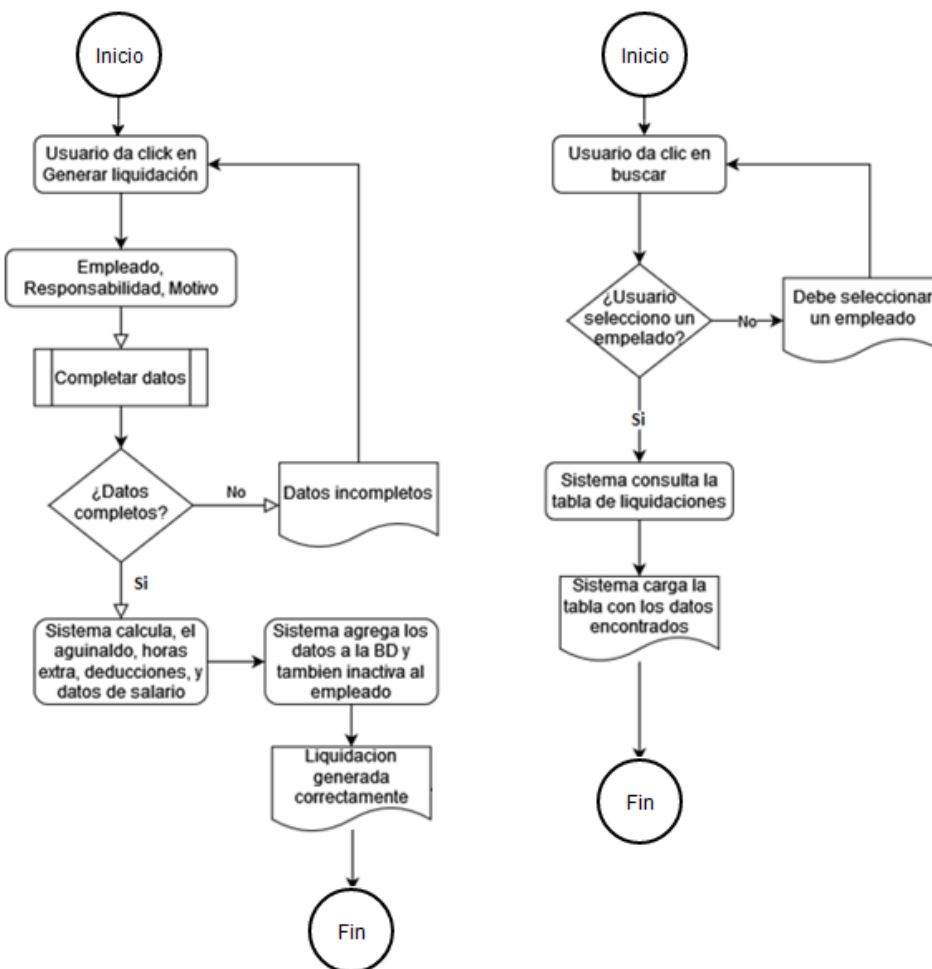 Inicio
Usuario da click en
Generar liquidación
Empleado,
Responsabilidad, Motivo
Completar datos
¿Datos
completos?
No
Datos incompletos
Si
Sistema calcula, el
aguinaldo, horas
extra, deducciones, y
datos de salario
Sistema agrega los
datos a la BD y
tambien inactiva al
empleado
Liquidacion
generada
correctamente
Fin
Inicio
Usuario da clic en
buscar
¿Usuario
selecciono un
empelado?
No
Debe seleccionar
un empleado
Si
Sistema consulta la
tabla de liquidaciones
Sistema carga la
tabla con los datos
encontrados
Fin